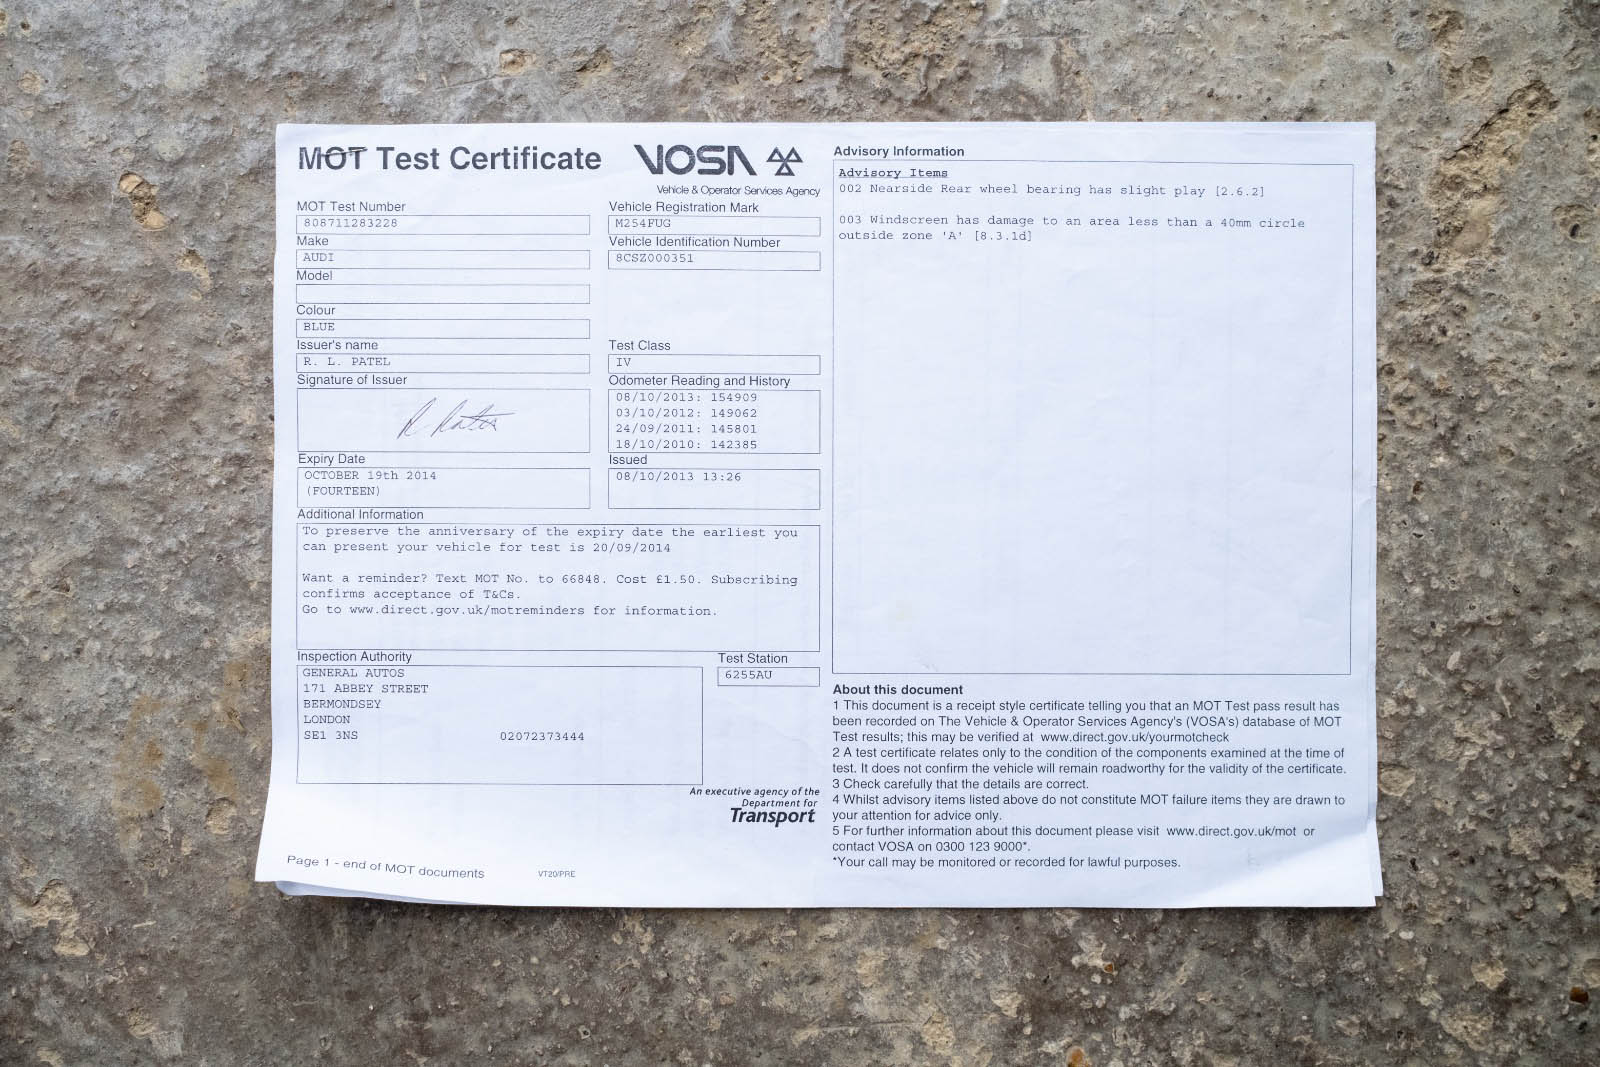 MOT Test Certificate
VOSA
Vehicle & Operator Services Agency
MOT Test Number
808711283228
Vehicle Registration Mark
M254FUG
Make
AUDI
Vehicle Identification Number
8CSZ000351
Model
Colour
BLUE
Issuer's name
R. L. PATEL
Test Class
IV
Signature of Issuer
Odometer Reading and History
08/10/2013: 154909
03/10/2012: 149062
24/09/2011: 145801
18/10/2010: 142385
Expiry Date
OCTOBER 19th 2014
(FOURTEEN)
Issued
08/10/2013 13:26
Additional Information
To preserve the anniversary of the expiry date the earliest you
can present your vehicle for test is 20/09/2014
Want a reminder? Text MOT No. to 66848. Cost £1.50. Subscribing
confirms acceptance of T&Cs.
Go to www.direct.gov.uk/motreminders for information.
Inspection Authority
GENERAL AUTOS
171 ABBEY STREET
BERMONDSEY
LONDON
SE1 3NS 02072373444
Test Station
6255AU
An executive agency of the
Department for
Transport
Page 1 - end of MOT documents
VT20/PRE
Advisory Information
Advisory Items
002 Nearside Rear wheel bearing has slight play [2.6.2]
003 Windscreen has damage to an area less than a 40mm circle
outside zone 'A' [8.3.1d]
About this document
1 This document is a receipt style certificate telling you that an MOT Test pass result has
been recorded on The Vehicle & Operator Services Agency's (VOSA's) database of MOT
Test results; this may be verified at www.direct.gov.uk/yourmotcheck
2 A test certificate relates only to the condition of the components examined at the time of
test. It does not confirm the vehicle will remain roadworthy for the validity of the certificate.
3 Check carefully that the details are correct.
4 Whilst advisory items listed above do not constitute MOT failure items they are drawn to
your attention for advice only.
5 For further information about this document please visit www.direct.gov.uk/mot or
contact VOSA on 0300 123 9000*.
*Your call may be monitored or recorded for lawful purposes.